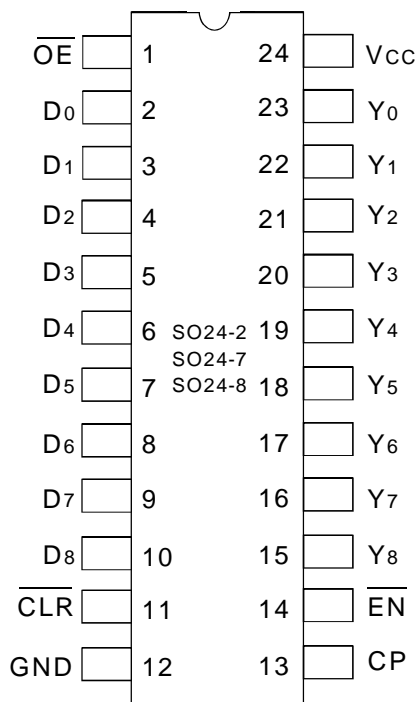 OE 1 24 Vcc
D0 2 23 Y0
D1 3 22 Y1
D2 4 21 Y2
D3 5 20 Y3
D4 6 SO24-2 19 Y4
SO24-7
D5 7 SO24-8 18 Y5
D6 8 17 Y6
D7 9 16 Y7
D8 10 15 Y8
CLR 11 14 EN
GND 12 13 CP